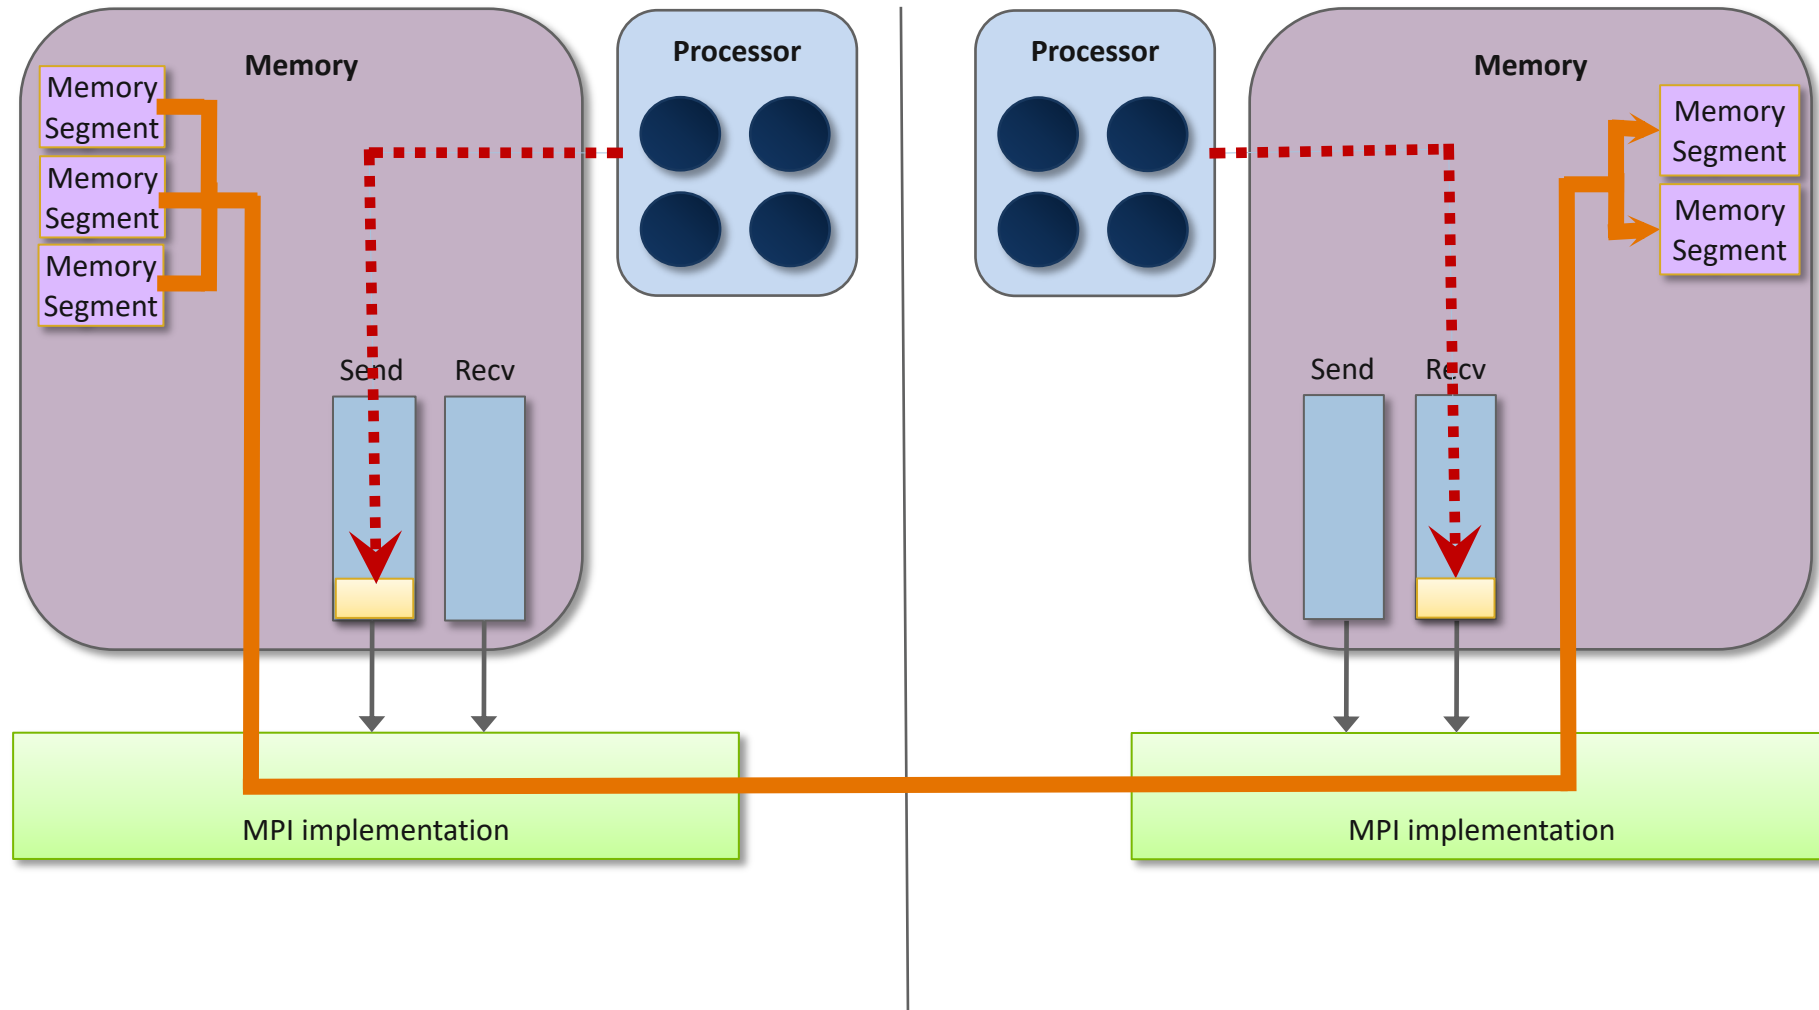 Memory
Memory
Segment
Memory
Segment
Memory
Segment
Send
Recv
Processor
MPI implementation
Processor
Memory
Memory
Segment
Memory
Segment
Send
Recv
MPI implementation